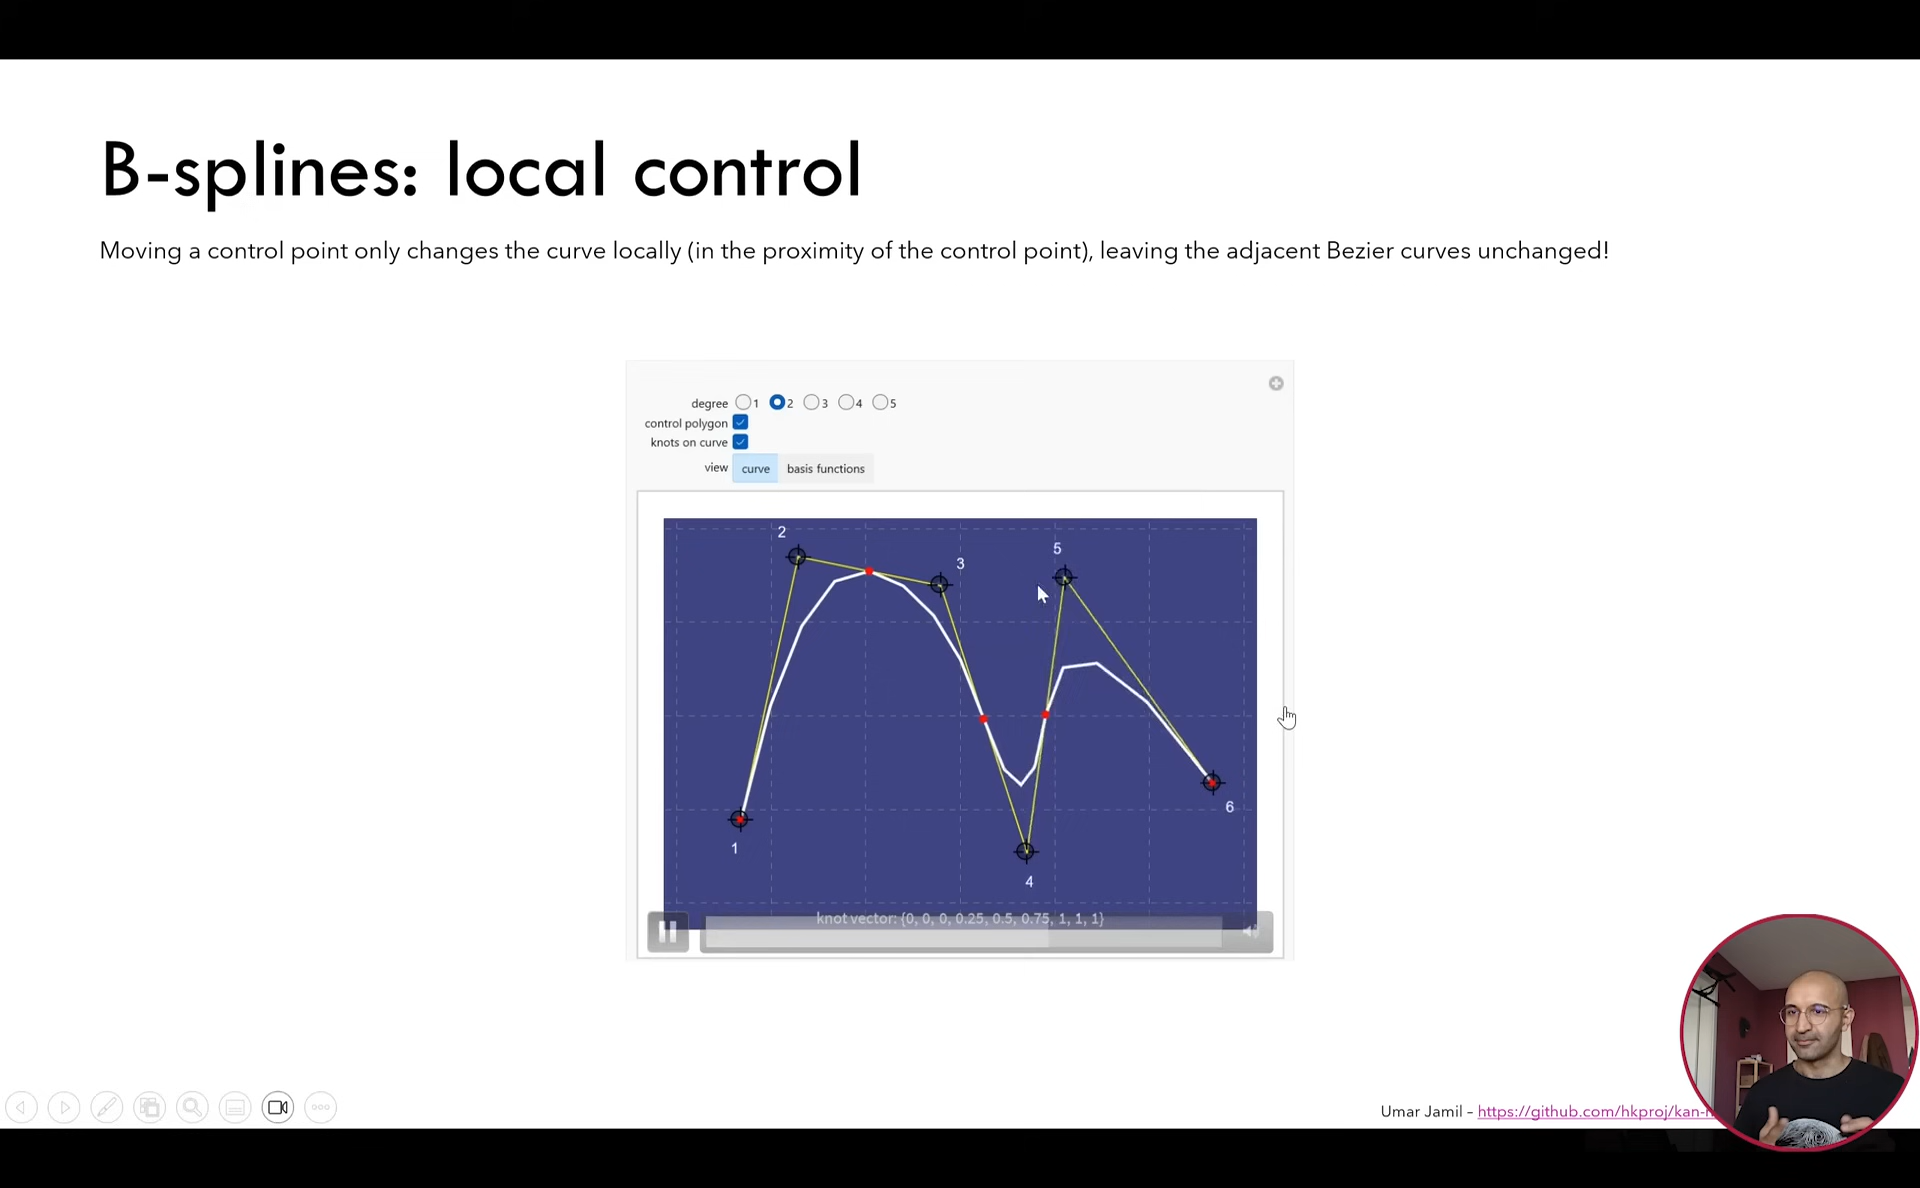 B-splines: local control
Moving a control point only changes the curve locally (in the proximity of the control point), leaving the adjacent Bezier curves unchanged!
degree 1 2 3 4 5
control polygon
knots on curve
view curve basis functions
2
5
3
6
1
4
knot vector: {0, 0, 0, 0.25, 0.5, 0.75, 1, 1, 1}
Umar Jamil – https://github.com/hkproj/kan-